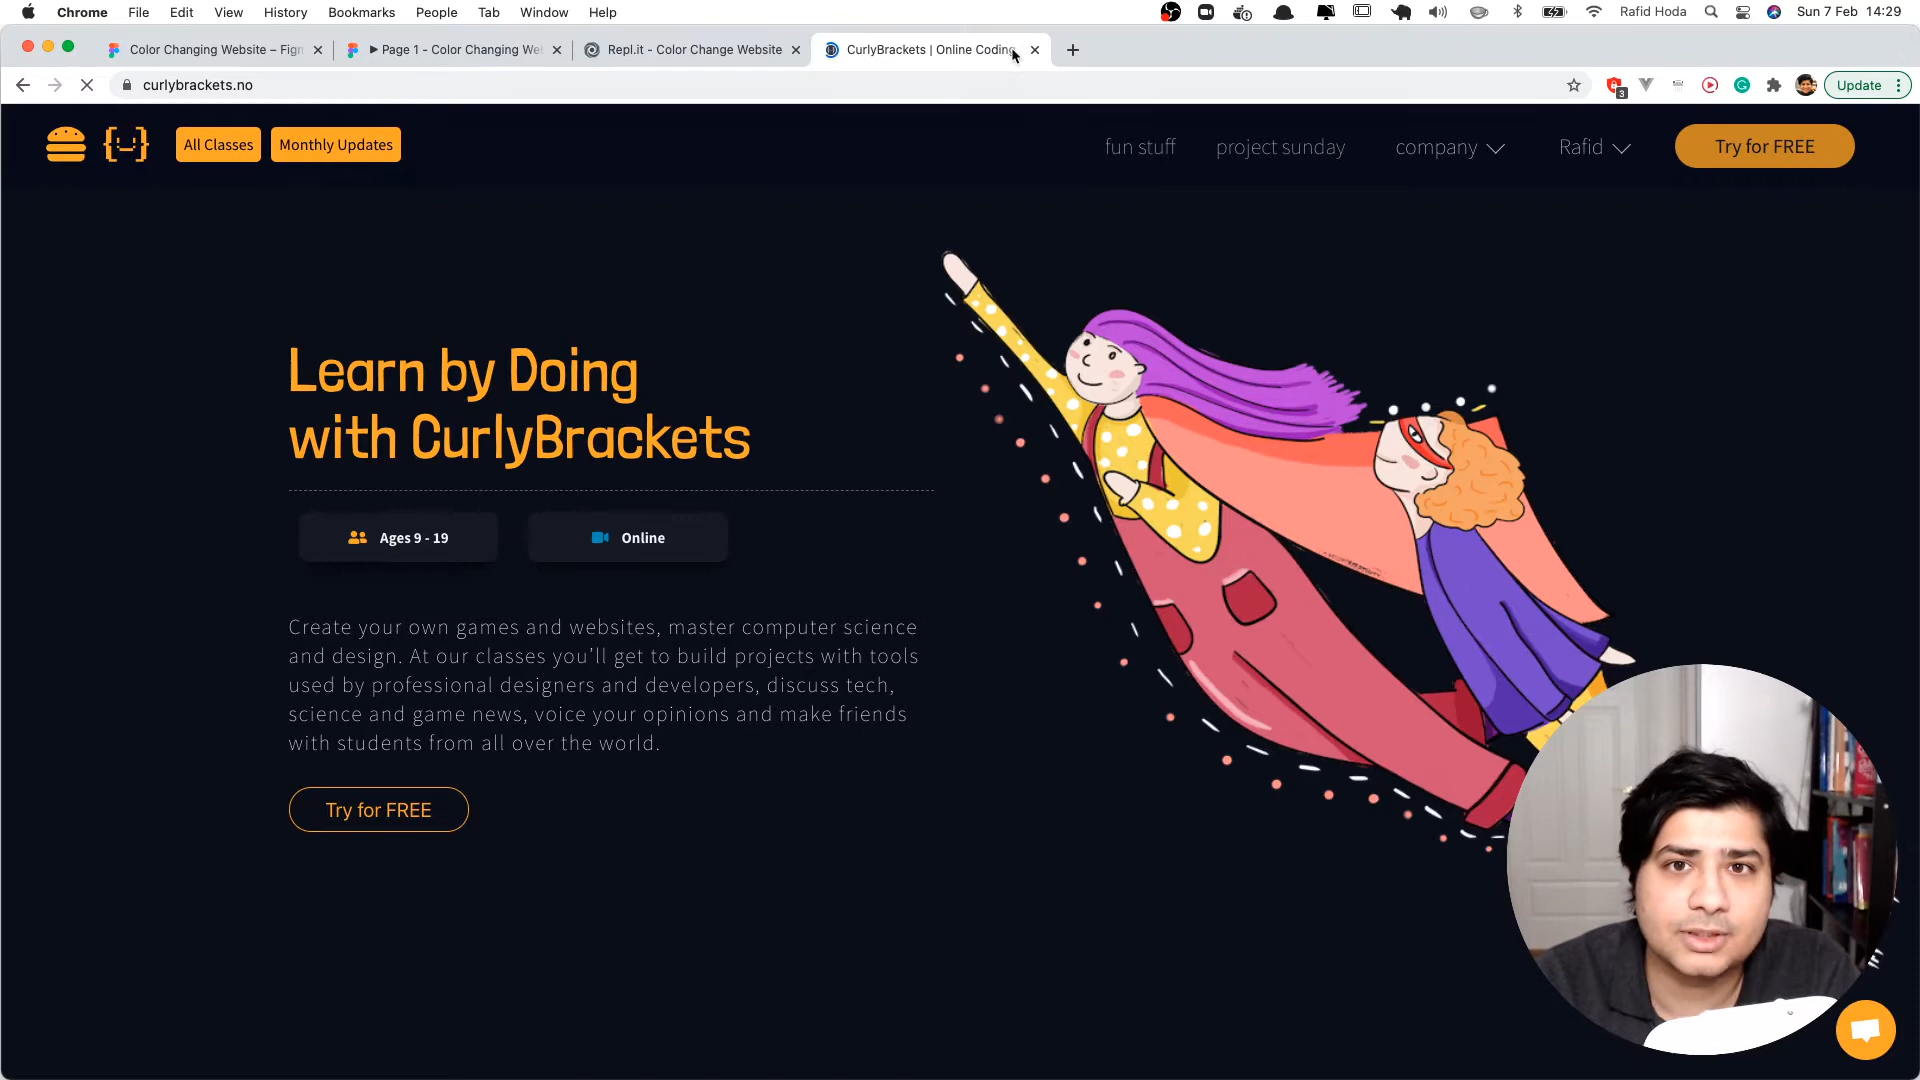 Chrome File Edit View History Bookmarks People Tab Window Help Rafid Hoda Sun 7 Feb 14:29
Color Changing Website – Figm ▶ Page 1 - Color Changing Web Repl.it - Color Change Website CurlyBrackets | Online Coding
curlybrackets.no 3 Update
All Classes Monthly Updates fun stuff project sunday company Rafid Try for FREE
Learn by Doing
with CurlyBrackets
Ages 9 - 19 Online
Create your own games and websites, master computer science
and design. At our classes you’ll get to build projects with tools
used by professional designers and developers, discuss tech,
science and game news, voice your opinions and make friends
with students from all over the world.
Try for FREE